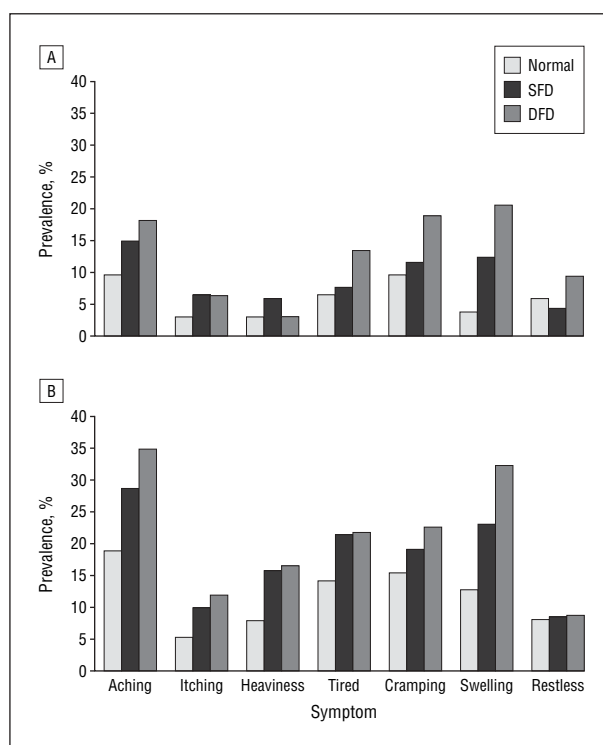 A
Normal
SFD
DFD
40
35
30
25
20
15
10
5
0
Prevalence, %
B
40
35
30
25
20
15
10
5
0
Prevalence, %
Aching Itching Heaviness Tired Cramping Swelling Restless
Symptom